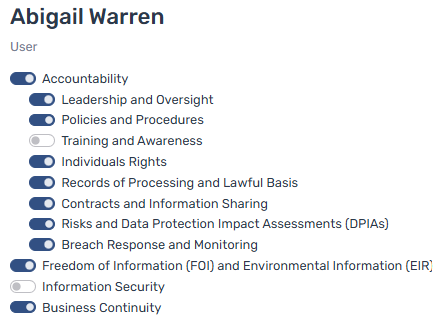 Abigail Warren
User
Accountability
Leadership and Oversight
Policies and Procedures
Training and Awareness
Individuals Rights
Records of Processing and Lawful Basis
Contracts and Information Sharing
Risks and Data Protection Impact Assessments (DPIAs)
Breach Response and Monitoring
Freedom of Information (FOI) and Environmental Information (EIR)
Information Security
Business Continuity